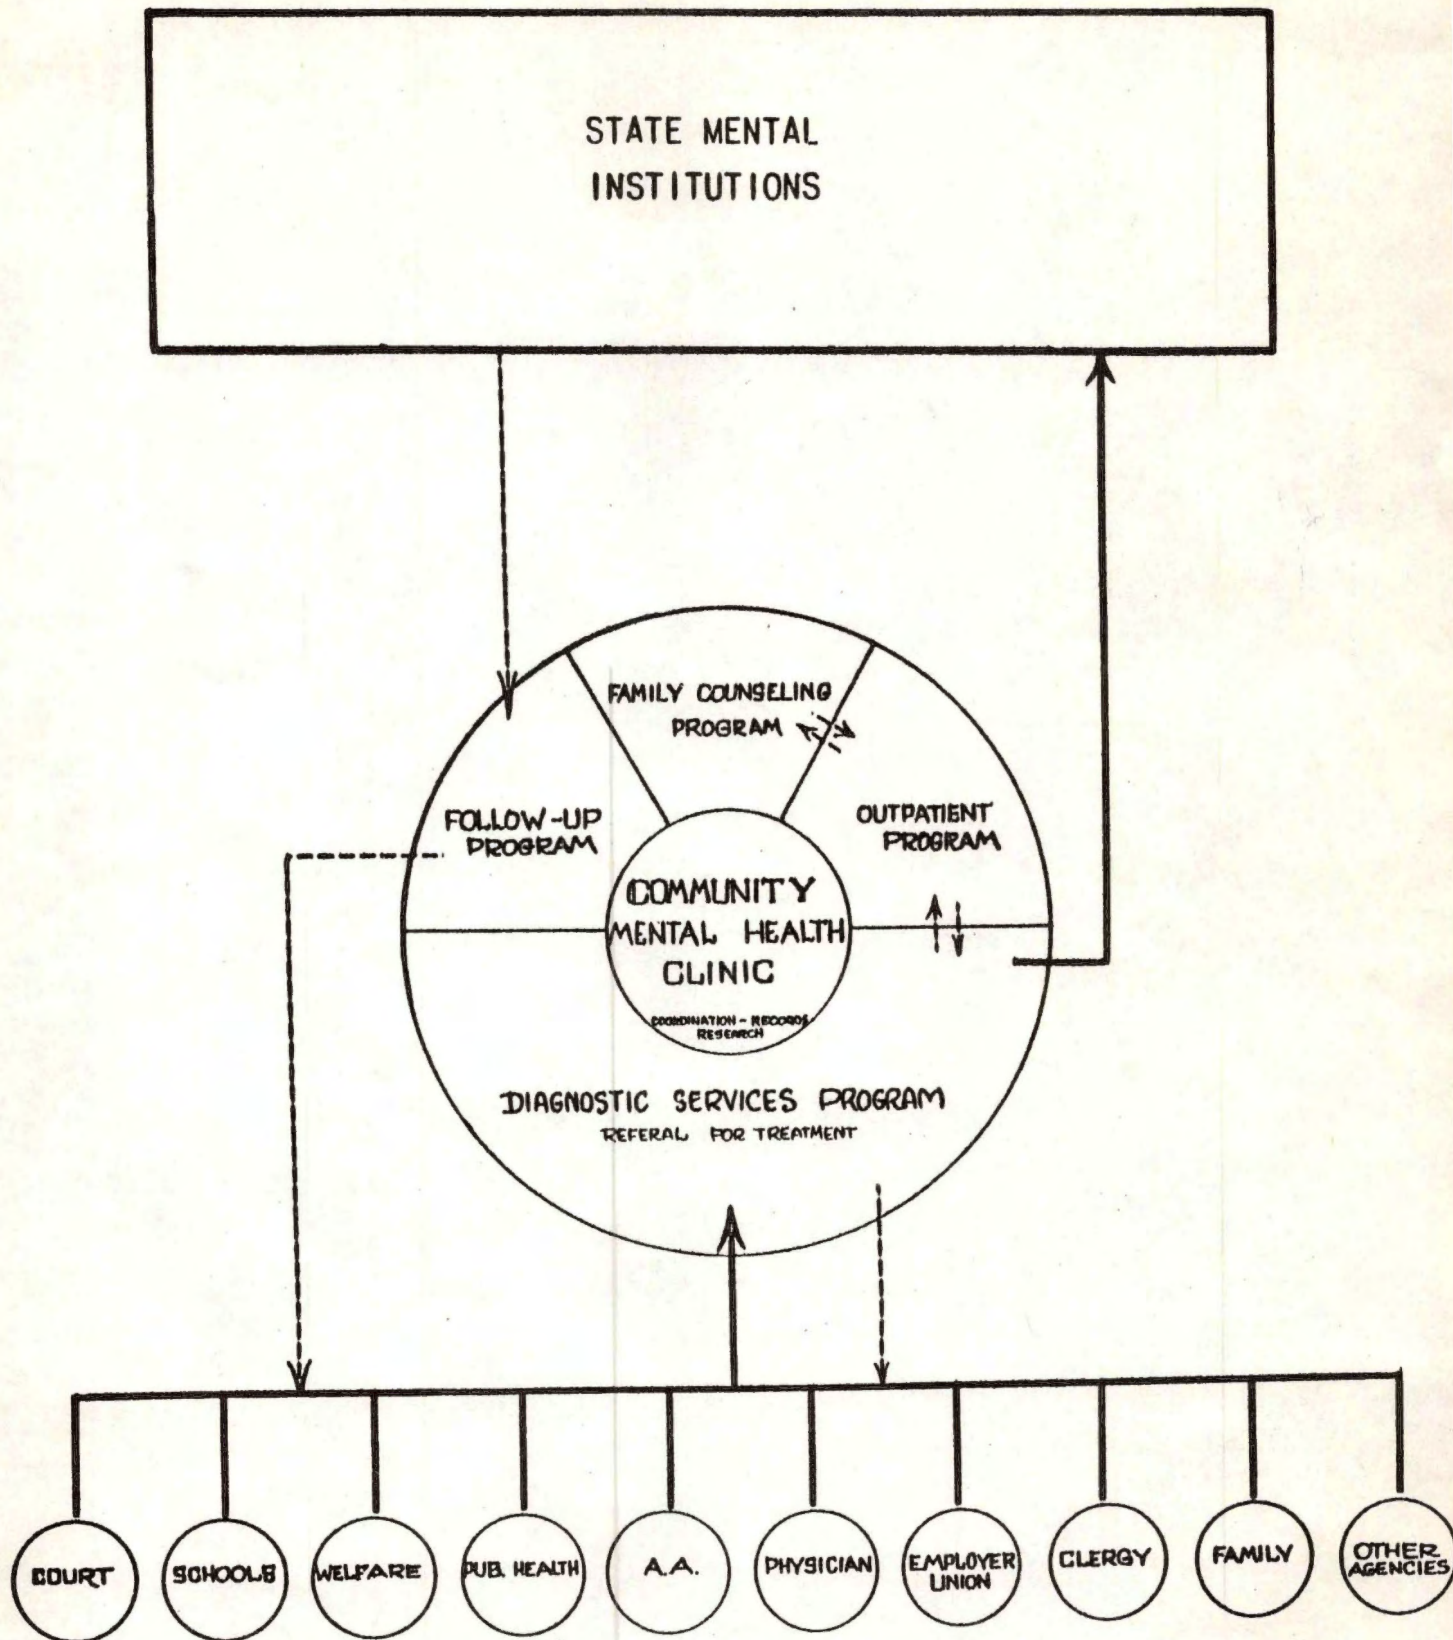 STATE MENTAL
INSTITUTIONS
FAMILY COUNSELING
PROGRAM
FOLLOW-UP
PROGRAM
OUTPATIENT
PROGRAM
COMMUNITY
MENTAL HEALTH
CLINIC
COORDINATION - RECORDS
RESEARCH
DIAGNOSTIC SERVICES PROGRAM
REFERAL FOR TREATMENT
COURT
SCHOOLS
WELFARE
PUB. HEALTH
A.A.
PHYSICIAN
EMPLOYER
UNION
CLERGY
FAMILY
OTHER
AGENCIES